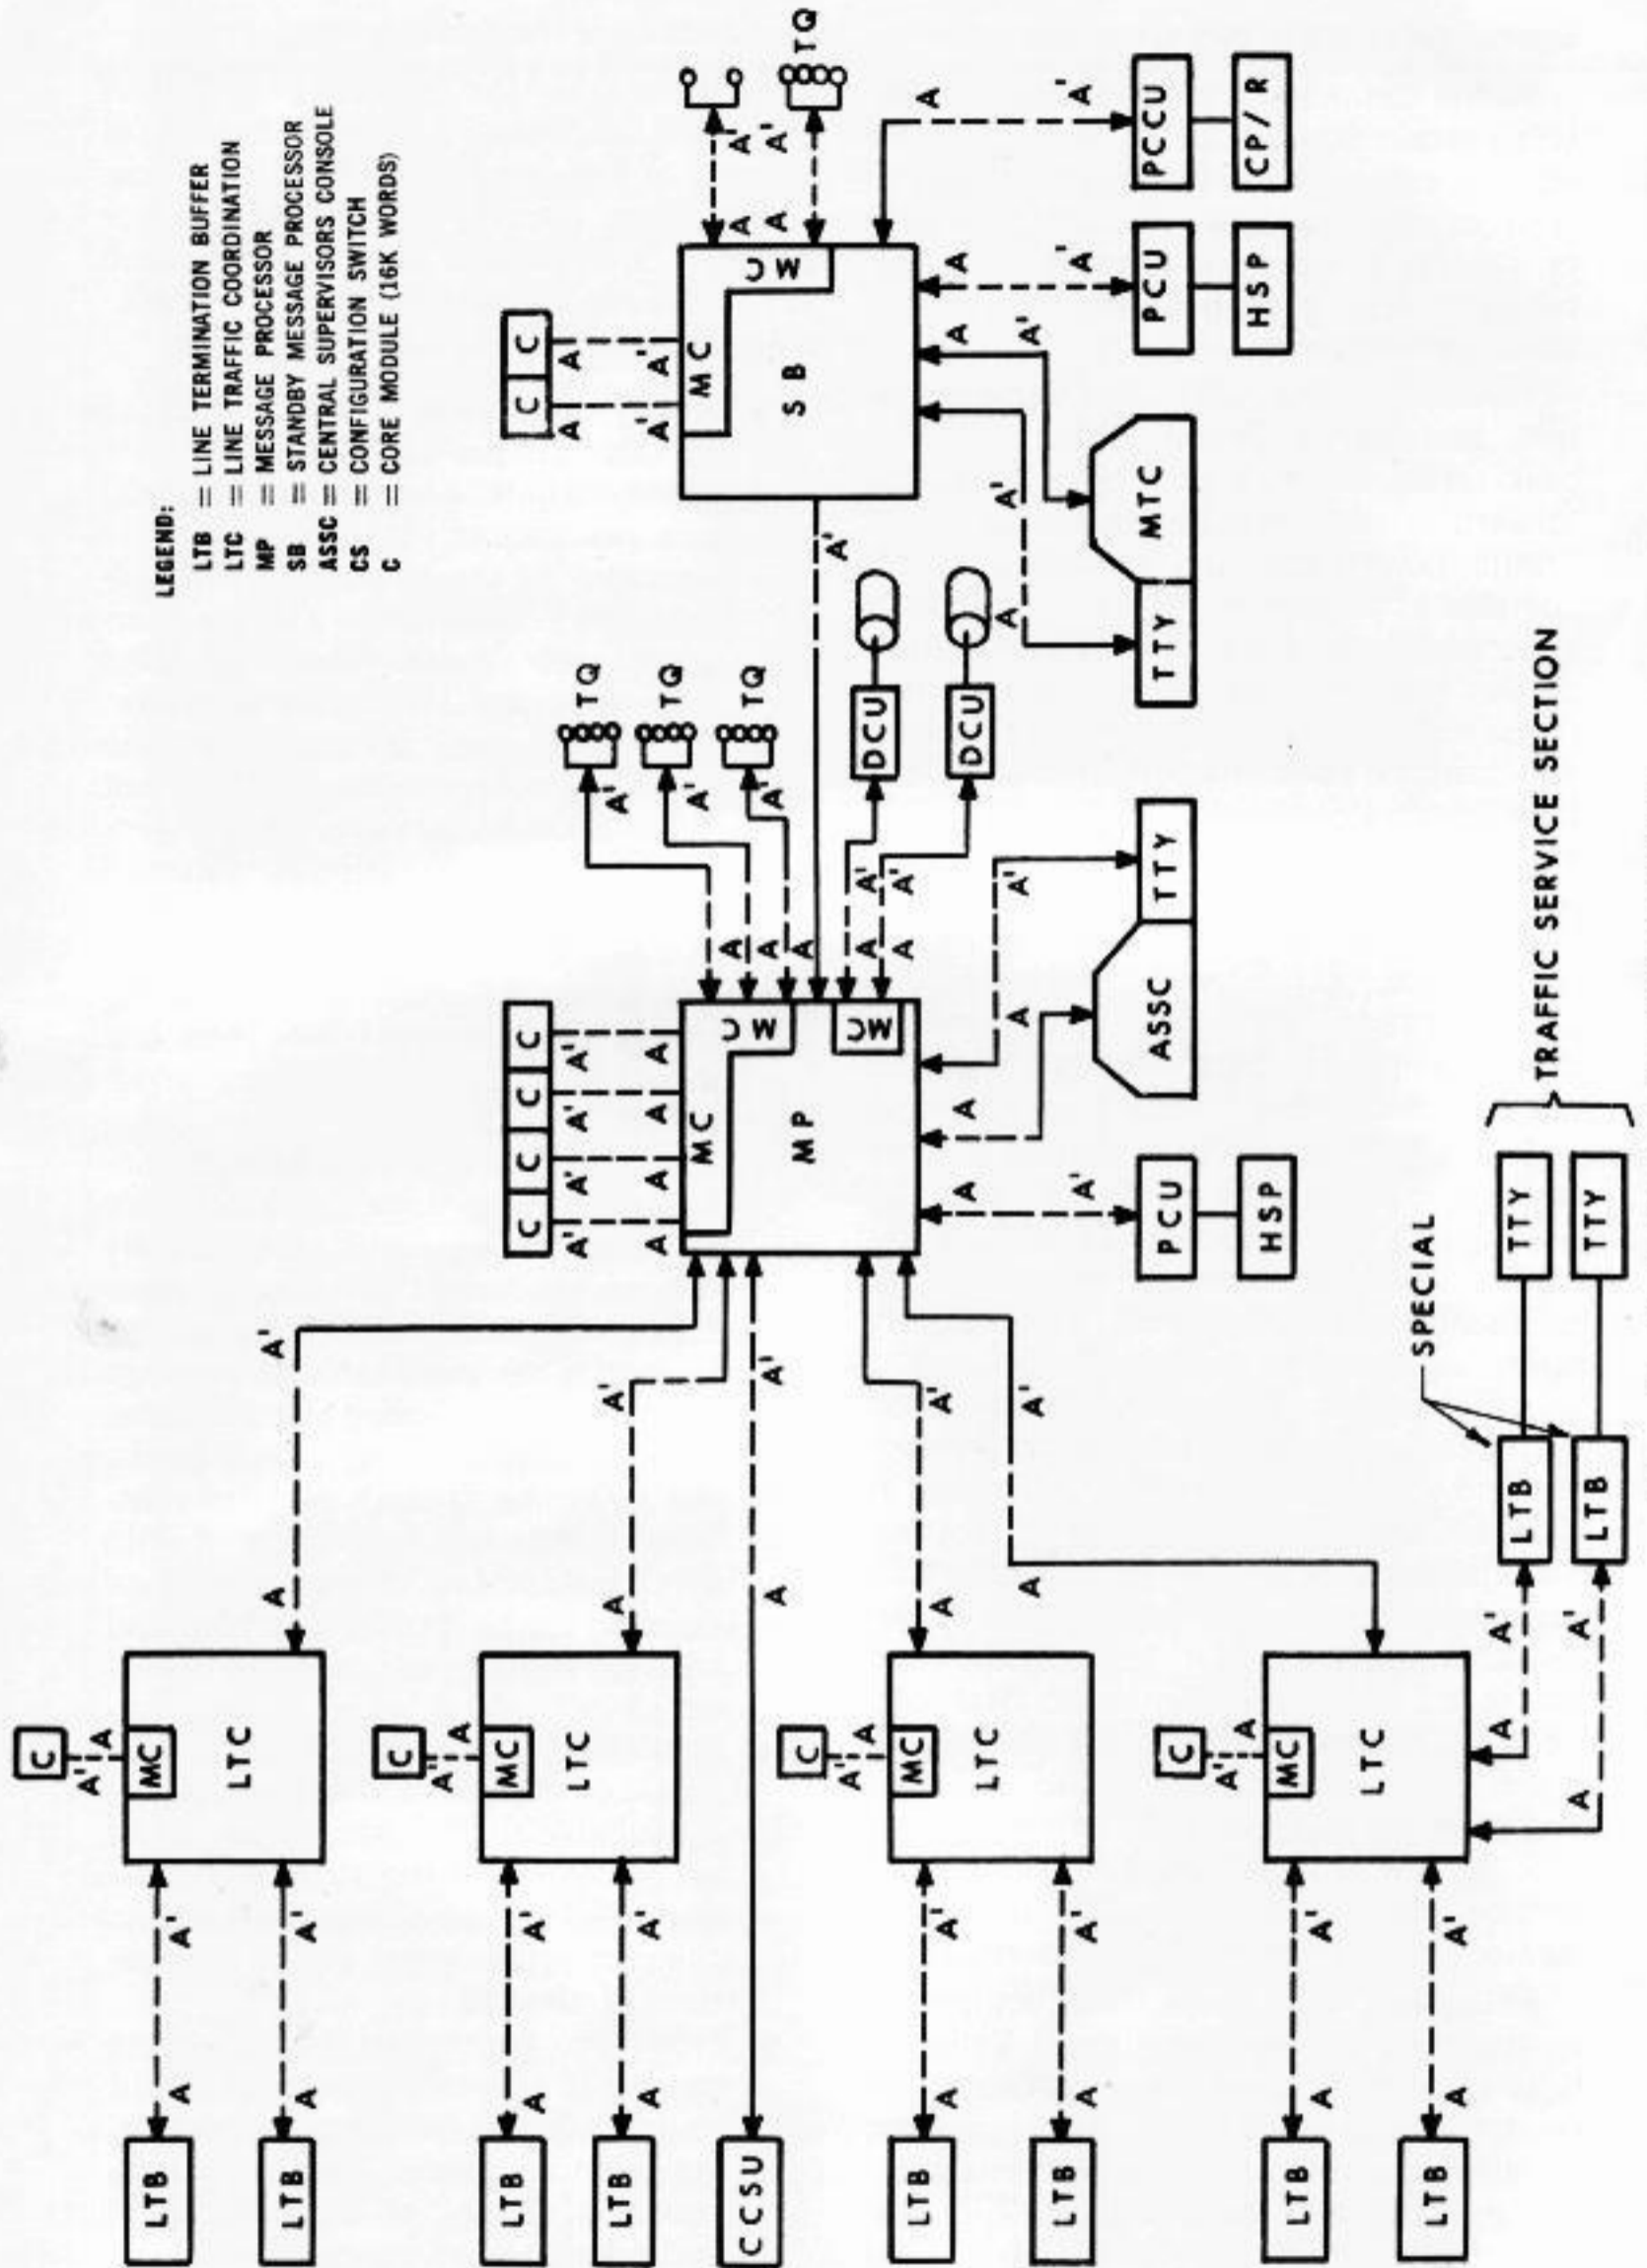 LEGEND:
LTB = LINE TERMINATION BUFFER
LTC = LINE TRAFFIC COORDINATION
MP = MESSAGE PROCESSOR
SB = STANDBY MESSAGE PROCESSOR
ASSC = CENTRAL SUPERVISORS CONSOLE
CS = CONFIGURATION SWITCH
C = CORE MODULE (16K WORDS)
C
A' A
MC
LTC
LTB
A A'
LTB
A A'
A A'
C
A' A
MC
LTC
LTB
A A'
LTB
A A'
A A'
CCSU
A A'
C
A' A
MC
LTC
LTB
A A'
LTB
A A'
A A'
C
A' A
MC
LTC
LTB
A A'
LTB
A A'
A A'
A A'
A A'
LTB
LTB
SPECIAL
TTY
TTY
TRAFFIC SERVICE SECTION
C C C C
A' A' A' A'
A A A A
MC
MC
MC
MP
A A' TQ
A A' TQ
A A' TQ
A A' DCU
A A' DCU
A A'
PCU
HSP
A
ASSC
A A'
TTY
A'
C C
A A
A' A'
MC
MC
SB
A A'
A A' TQ
A A'
TTY
A A'
MTC
A A'
PCU
HSP
A A'
PCCU
CP/R